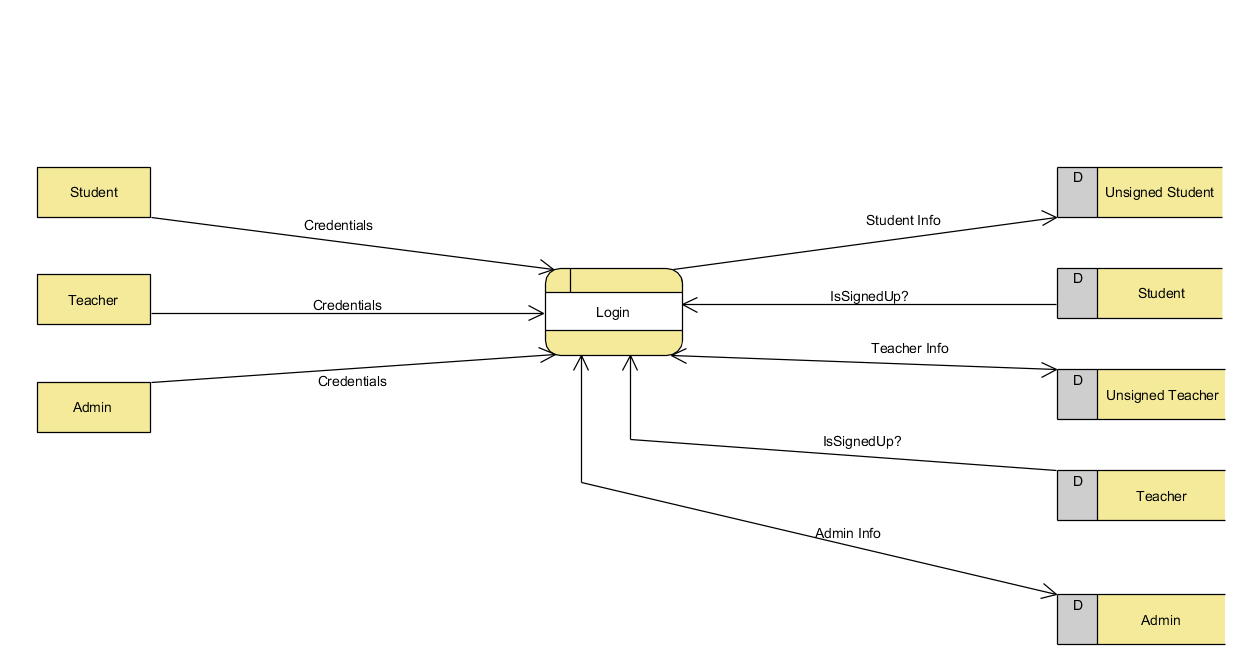 Student
Credentials
Teacher
Credentials
Admin
Credentials
Login
Student Info
D
Unsigned Student
IsSignedUp?
D
Student
Teacher Info
D
Unsigned Teacher
IsSignedUp?
D
Teacher
Admin Info
D
Admin